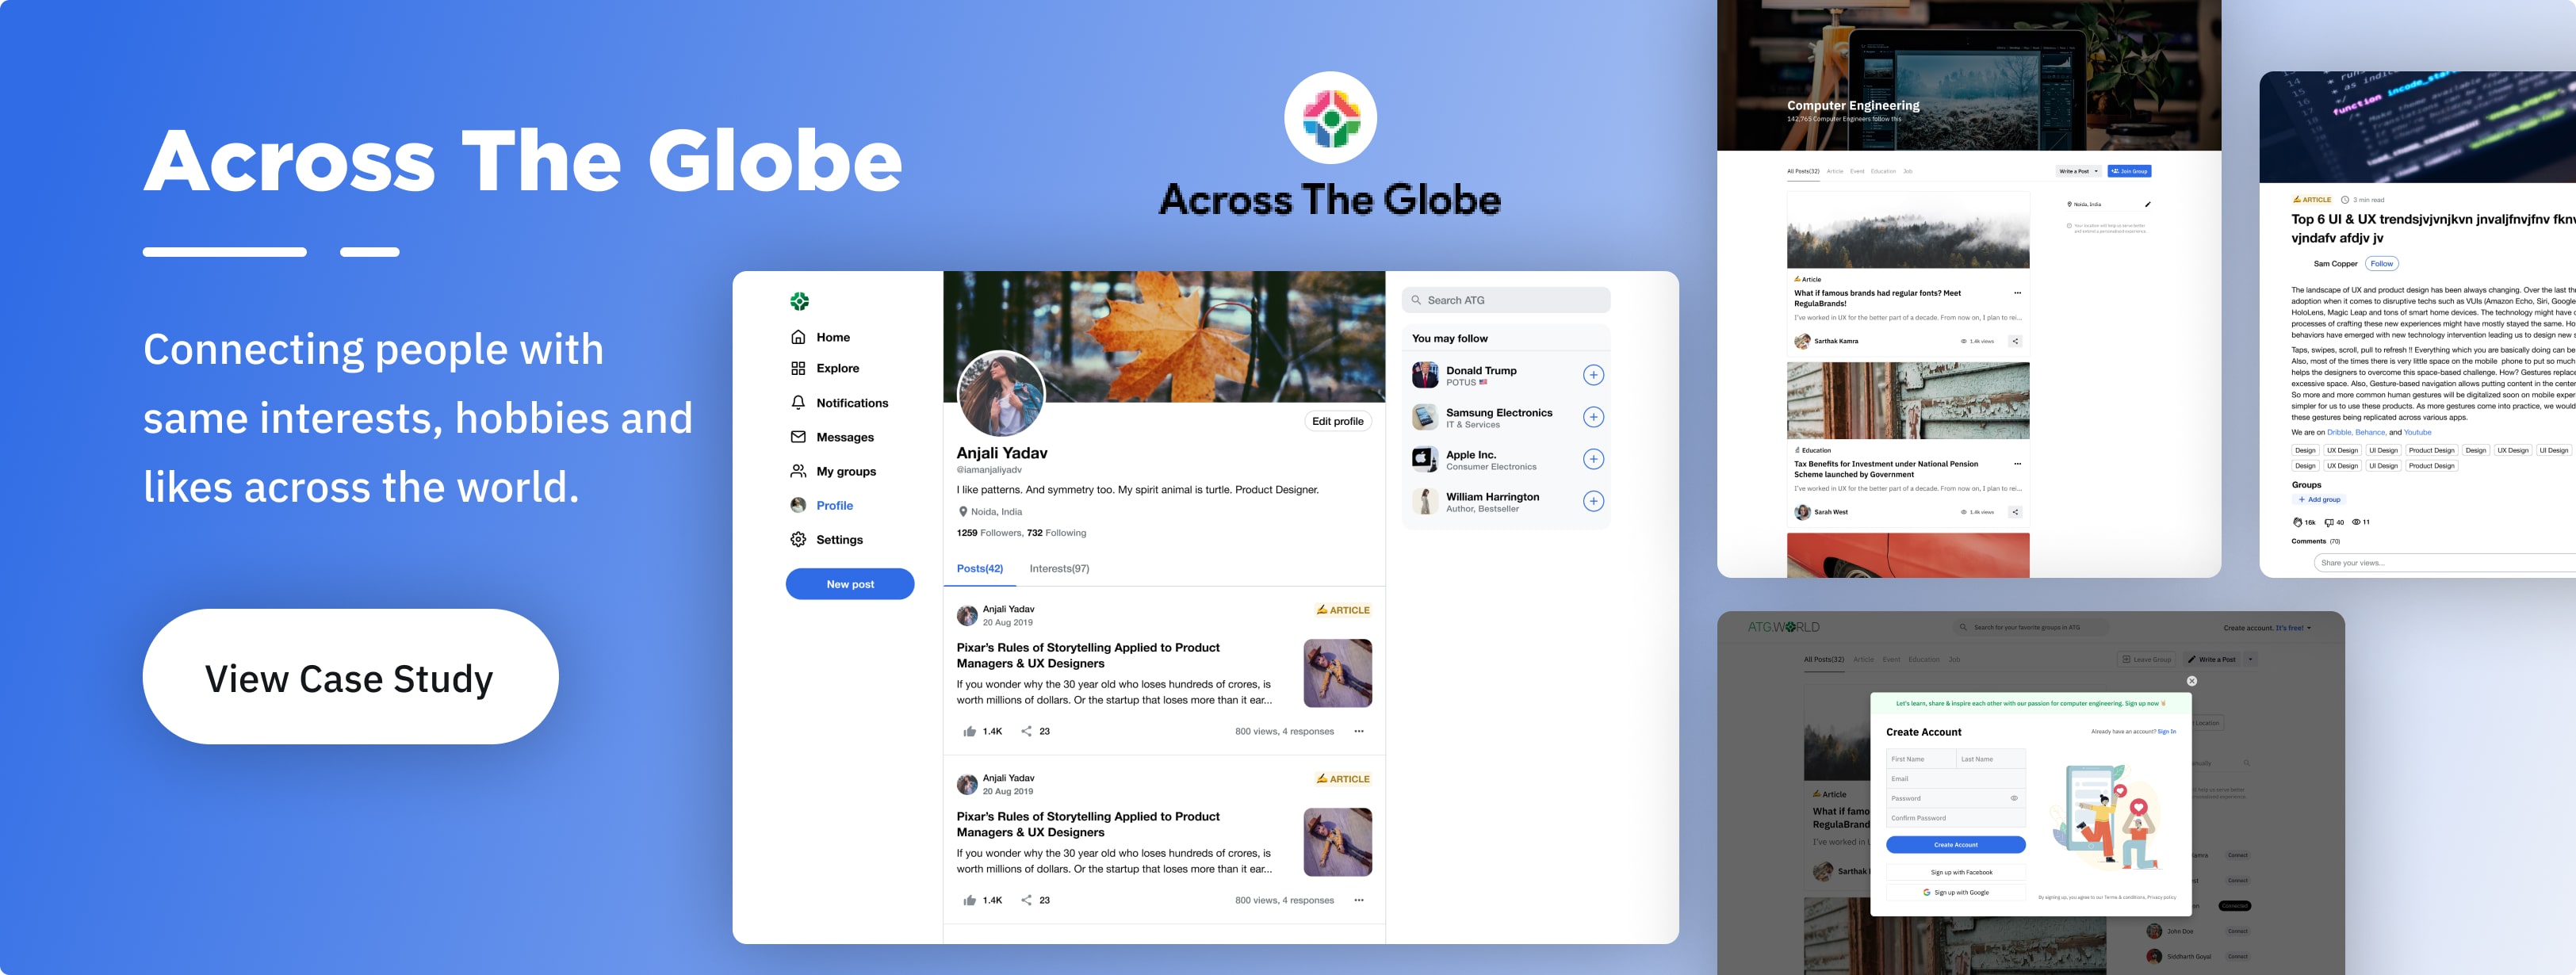 Across The Globe
Connecting people with
same interests, hobbies and
likes across the world.
View Case Study
Across The Globe
Home
Explore
Notifications
Messages
My groups
Profile
Settings
New post
Edit profile
Anjali Yadav
@iamanjaliyadv
I like patterns. And symmetry too. My spirit animal is turtle. Product Designer.
Noida, India
1259 Followers, 732 Following
Posts(42) Interests(97)
Anjali Yadav
20 Aug 2019
ARTICLE
Pixar's Rules of Storytelling Applied to Product
Managers & UX Designers
If you wonder why the 30 year old who loses hundreds of crores, is
worth millions of dollars. Or the startup that loses more than it ear...
1.4K 23 800 views, 4 responses
Anjali Yadav
20 Aug 2019
ARTICLE
Pixar's Rules of Storytelling Applied to Product
Managers & UX Designers
If you wonder why the 30 year old who loses hundreds of crores, is
worth millions of dollars. Or the startup that loses more than it ear...
1.4K 23 800 views, 4 responses
Search ATG
You may follow
Donald Trump
POTUS
Samsung Electronics
IT & Services
Apple Inc.
Consumer Electronics
William Harrington
Author, Bestseller
Computer Engineering
142,765 Computer Engineers follow this
All Posts(32) Article Event Education Job
Write a Post Join Group
Noida, India
Your location will help us serve better
and extend a personalised experience.
Article
What if famous brands had regular fonts? Meet
RegulaBrands!
I've worked in UX for the better part of a decade. From now on, I plan to rei...
Sarthak Kamra 1.4k views
Education
Tax Benefits for Investment under National Pension
Scheme launched by Government
I've worked in UX for the better part of a decade. From now on, I plan to rei...
Sarah West 1.4k views
function
ARTICLE 3 min read
Top 6 UI & UX trendsjvjvnjkvn jnvaljfnvjfnv fknv
vjndafv afdjv jv
Sam Copper Follow
The landscape of UX and product design has been always changing. Over the last th
adoption when it comes to disruptive techs such as VUIs (Amazon Echo, Siri, Google
HoloLens, Magic Leap and tons of smart home devices. The technology might have c
processes of crafting these new experiences might have mostly stayed the same. Ho
behaviors have emerged with new technology intervention leading us to design new s
Taps, swipes, scroll, pull to refresh !! Everything which you are basically doing can be
Also, most of the times there is very little space on the mobile phone to put so much
helps the designers to overcome this space-based challenge. How? Gestures replace
excessive space. Also, Gesture-based navigation allows putting content in the center
So more and more common human gestures will be digitalized soon on mobile exper
simpler for us to use these products. As more gestures come into practice, we would
these gestures being replicated across various apps.
We are on Dribble, Behance, and Youtube
Design UX Design UI Design Product Design Design UX Design UI Design
Design UX Design UI Design Product Design
Groups
+ Add group
16k 40 11
Comments (70)
Share your views...
ATG.WORLD
Search for your favorite groups in ATG
Create account. It's free!
All Posts(32) Article Event Education Job
Leave Group Write a Post
Let's learn, share & inspire each other with our passion for computer engineering. Sign up now
Create Account
Already have an account? Sign In
First Name Last Name
Email
Password
Confirm Password
Create Account
Sign up with Facebook
Sign up with Google
By signing up, you agree to our Terms & conditions, Privacy policy
Article
What if famo
RegulaBrand
I've worked in U
Sarthak
Location
Connect
Connect
Connected
John Doe Connect
Siddharth Goyal Connect